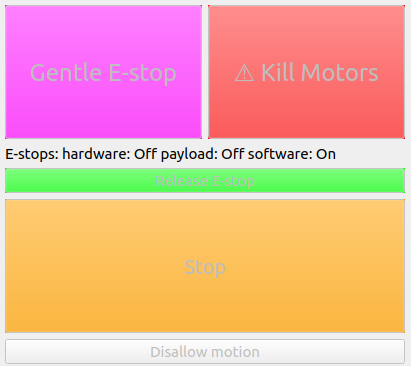 Gentle E-stop
⚠ Kill Motors
E-stops: hardware: Off payload: Off software: On
Release E-stop
Stop
Disallow motion